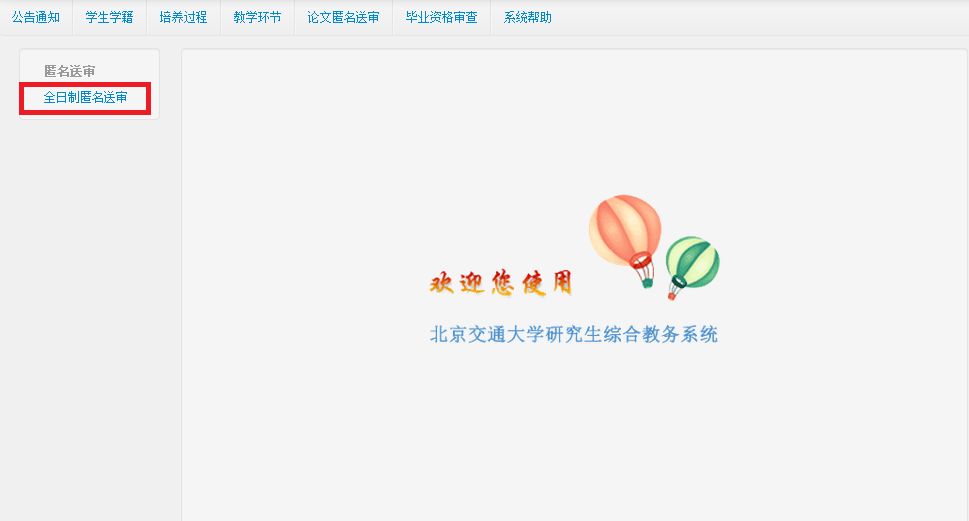 公告通知 学生学籍 培养过程 教学环节 论文匿名送审 毕业资格审查 系统帮助
匿名送审
全日制匿名送审
欢迎您使用
北京交通大学研究生综合教务系统